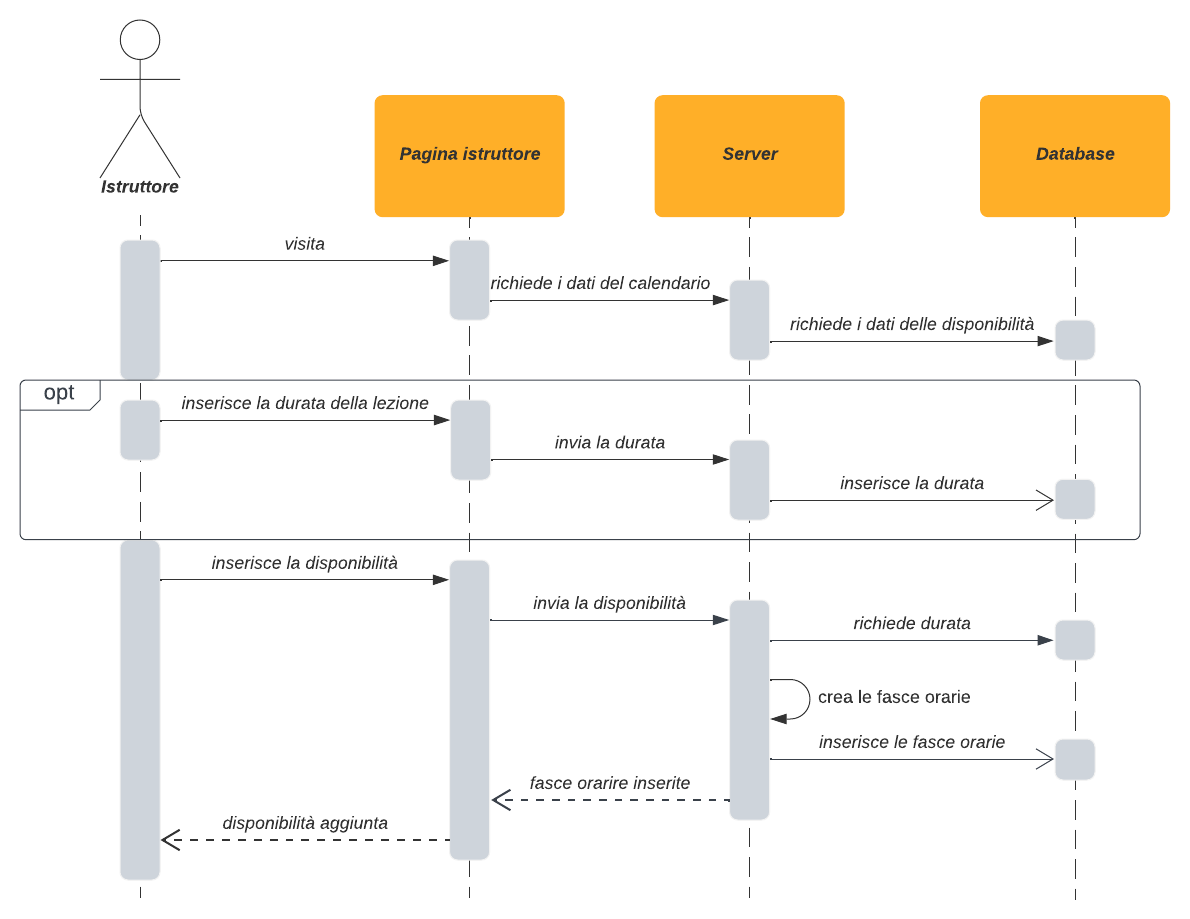 Istruttore
Pagina istruttore
Server
Database
visita
richiede i dati del calendario
richiede i dati delle disponibilità
opt
inserisce la durata della lezione
invia la durata
inserisce la durata
inserisce la disponibilità
invia la disponibilità
richiede durata
crea le fasce orarie
inserisce le fasce orarie
fasce orarire inserite
disponibilità aggiunta